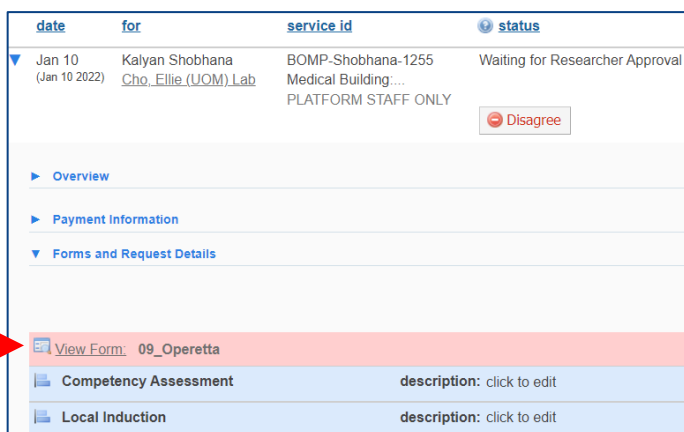 date for service id status
Jan 10 Kalyan Shobhana BOMP-Shobhana-1255 Waiting for Researcher Approval
(Jan 10 2022) Cho, Ellie (UOM) Lab Medical Building:...
PLATFORM STAFF ONLY
Disagree
Overview
Payment Information
Forms and Request Details
View Form: 09_Operetta
Competency Assessment description: click to edit
Local Induction description: click to edit